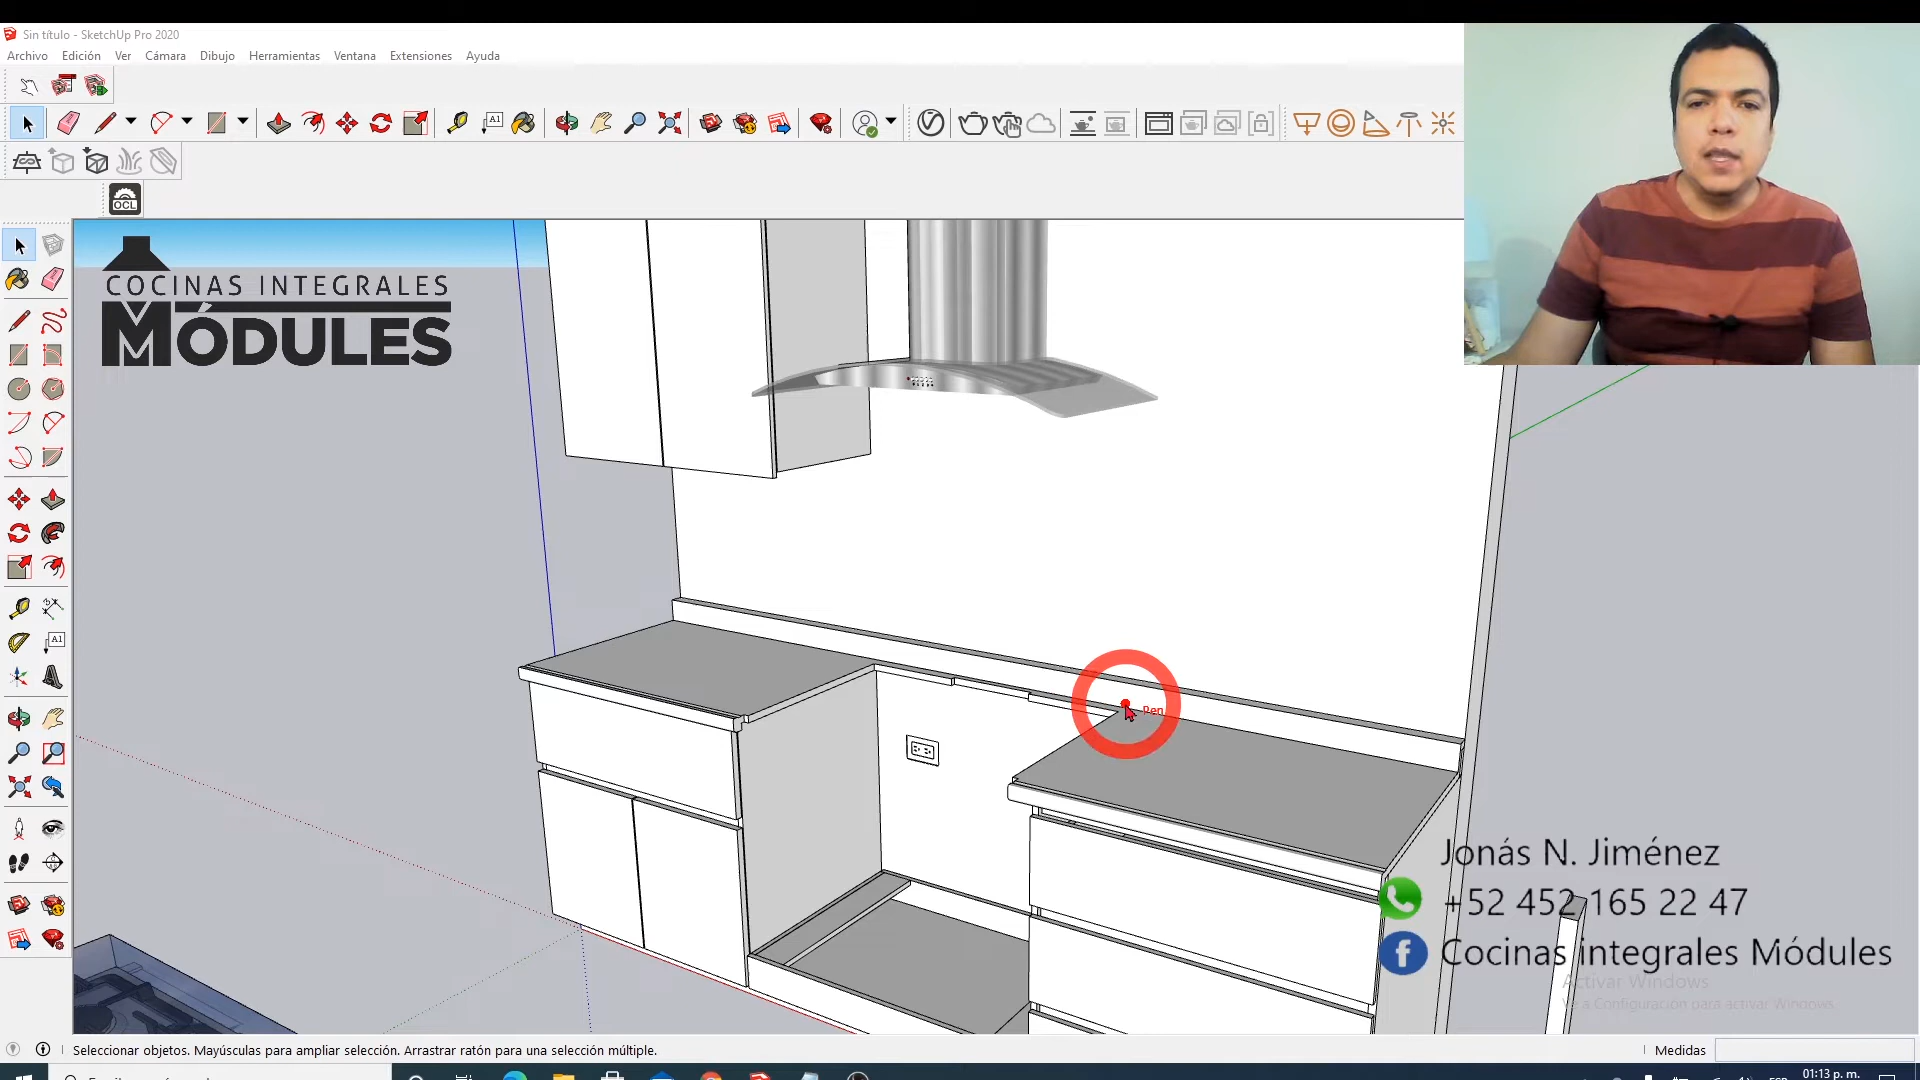 Sin título - SketchUp Pro 2020
Archivo Edición Ver Cámara Dibujo Herramientas Ventana Extensiones Ayuda
A1
OCL
COCINAS INTEGRALES
MÓDULES
A1
Jonás N. Jiménez
+52 452 165 22 47
Cocinas integrales Módules
Activar Windows
Ve a Configuración para activar Windows.
Seleccionar objetos. Mayúsculas para ampliar selección. Arrastrar ratón para una selección múltiple.
Medidas
01:13 p. m.